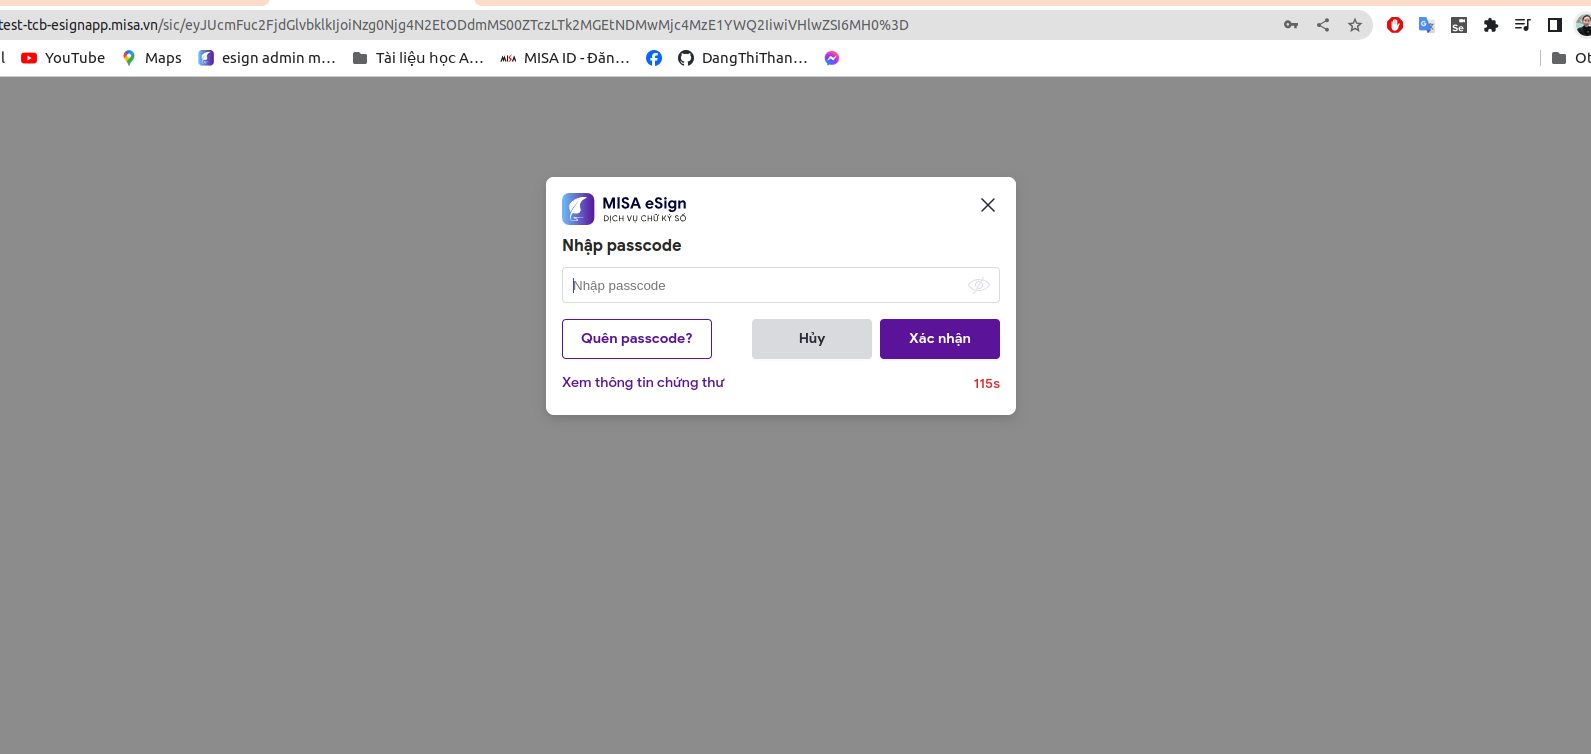 test-tcb-esignapp.misa.vn/sic/eyJUcmFuc2FjdGlvbklkIjoiNzg0Njg4N2EtODdmMS00ZTczLTk2MGEtNDMwMjc4MzE1YWQ2IiwiVHlwZSI6MH0%3D
Se
l YouTube Maps esign admin m… Tài liệu học A… MISA MISA ID - Đăn… DangThiThan… Ot
MISA eSign
DỊCH VỤ CHỮ KÝ SỐ
Nhập passcode
Nhập passcode
Quên passcode? Hủy Xác nhận
Xem thông tin chứng thư 115s